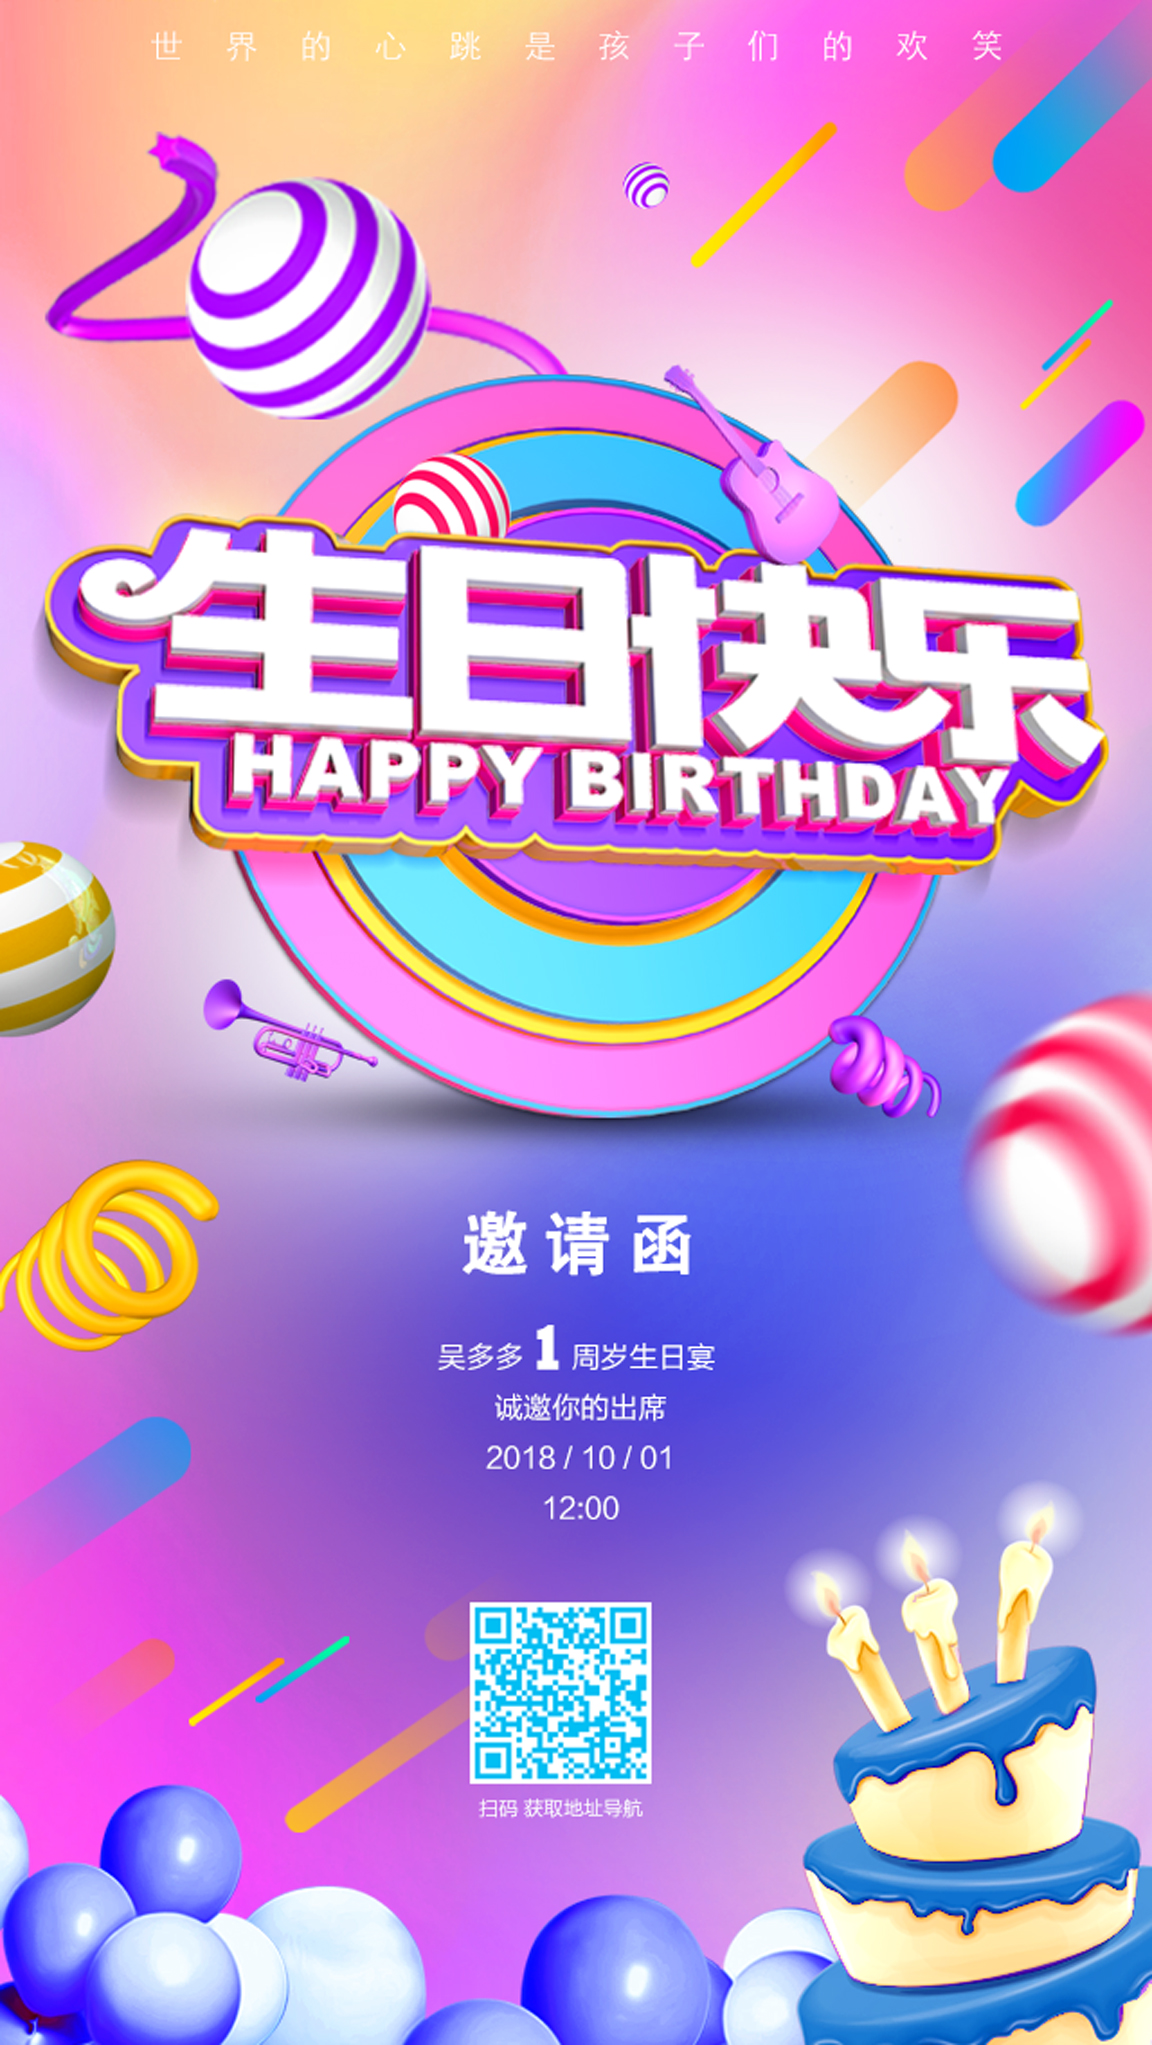 世界的心跳是孩子们的欢笑
生日快乐
HAPPY BIRTHDAY
邀请函
吴多多 1 周岁生日宴
诚邀你的出席
2018 / 10 / 01
12:00
扫码 获取地址导航